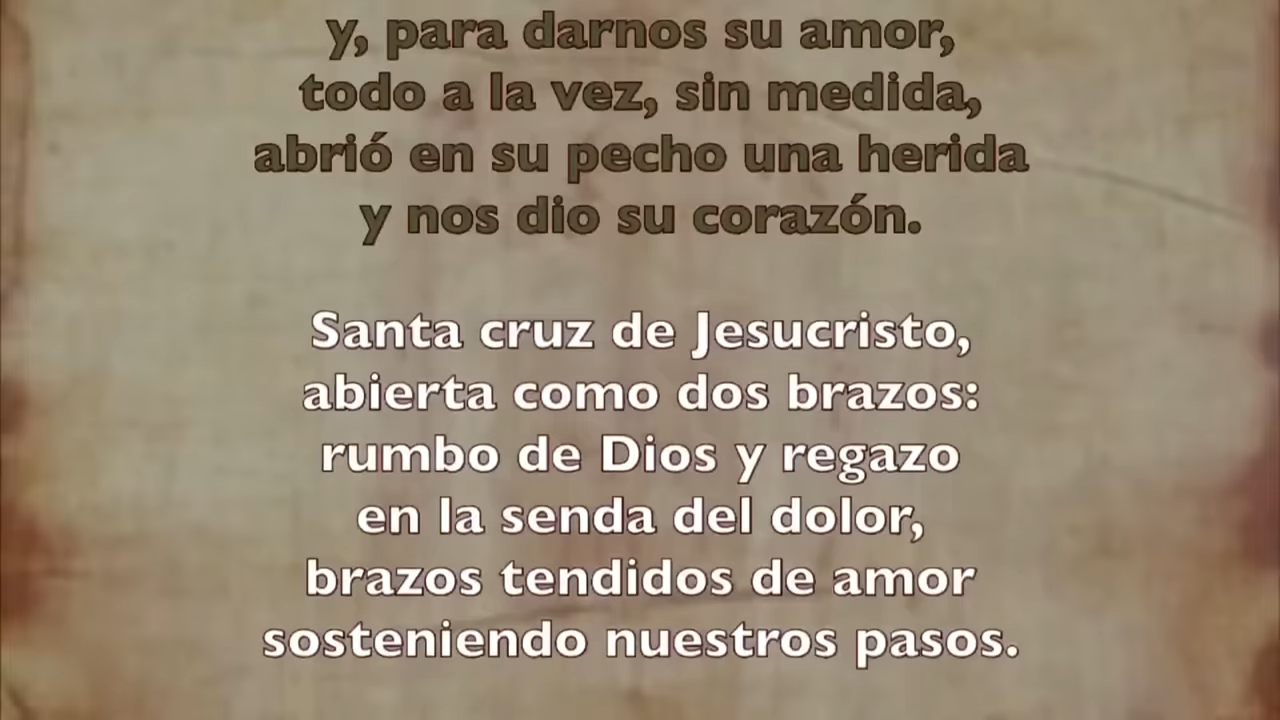 y, para darnos su amor,
todo a la vez, sin medida,
abrió en su pecho una herida
y nos dio su corazón.
Santa cruz de Jesucristo,
abierta como dos brazos:
rumbo de Dios y regazo
en la senda del dolor,
brazos tendidos de amor
sosteniendo nuestros pasos.